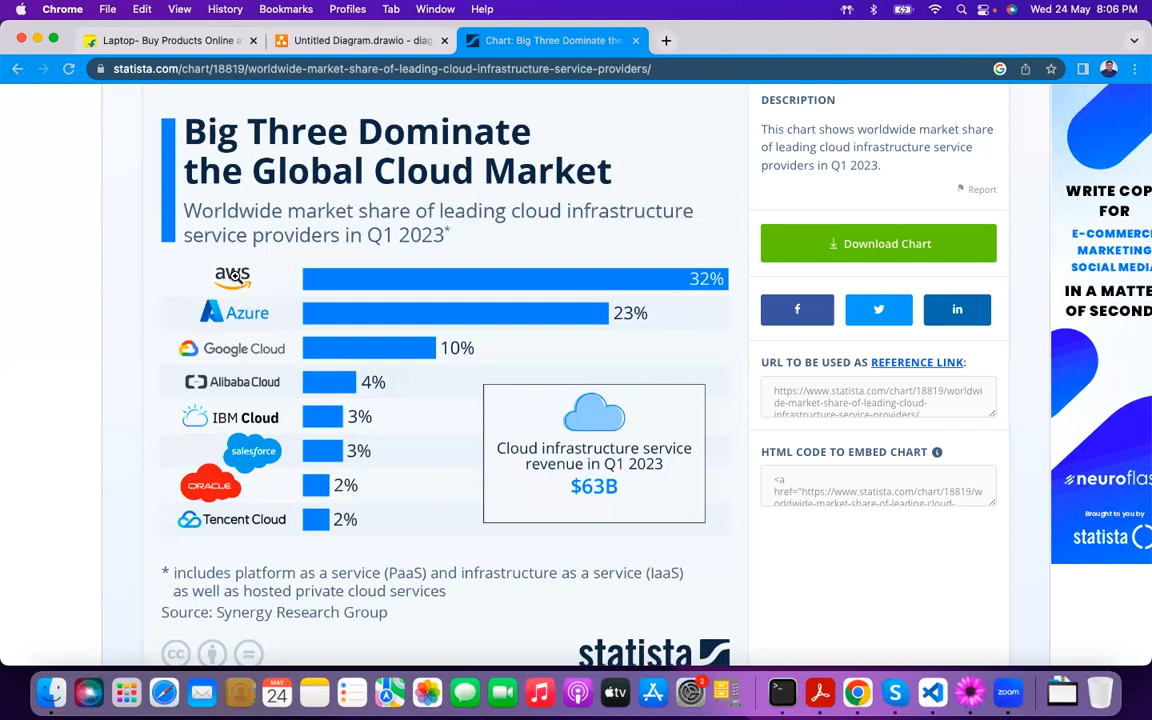 Chrome File Edit View History Bookmarks Profiles Tab Window Help Wed 24 May 8:06 PM
Laptop- Buy Products Online a Untitled Diagram.drawio - diag Chart: Big Three Dominate the
statista.com/chart/18819/worldwide-market-share-of-leading-cloud-infrastructure-service-providers/
Big Three Dominate
the Global Cloud Market
Worldwide market share of leading cloud infrastructure
service providers in Q1 2023*
aws 32%
Azure 23%
Google Cloud 10%
Alibaba Cloud 4%
IBM Cloud 3%
salesforce 3%
ORACLE 2%
Tencent Cloud 2%
Cloud infrastructure service
revenue in Q1 2023
$63B
* includes platform as a service (PaaS) and infrastructure as a service (IaaS)
as well as hosted private cloud services
Source: Synergy Research Group
cc
statista
DESCRIPTION
This chart shows worldwide market share
of leading cloud infrastructure service
providers in Q1 2023.
Report
Download Chart
f in
URL TO BE USED AS REFERENCE LINK:
https://www.statista.com/chart/18819/worldwi
de-market-share-of-leading-cloud-
infrastructure-service-providers/
HTML CODE TO EMBED CHART
<a
href="https://www.statista.com/chart/18819/w
orldwide-market-share-of-leading-cloud-
WRITE COP
FOR
E-COMMERC
MARKETING
SOCIAL MEDIA
IN A MATTE
OF SECOND
neuroflas
Brought to you by
statista
MAY
24
tv
2
zoom